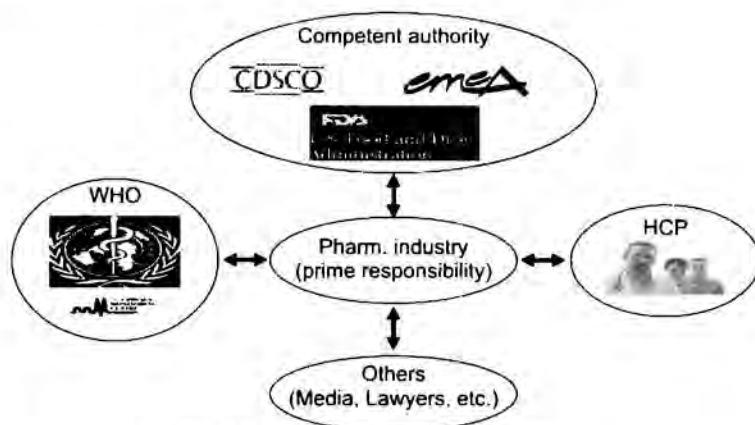 Competent authority
CDSCO
emeA
FDA
WHO
HCP
Pharm. industry
(prime responsibility)
Others
(Media, Lawyers, etc.)